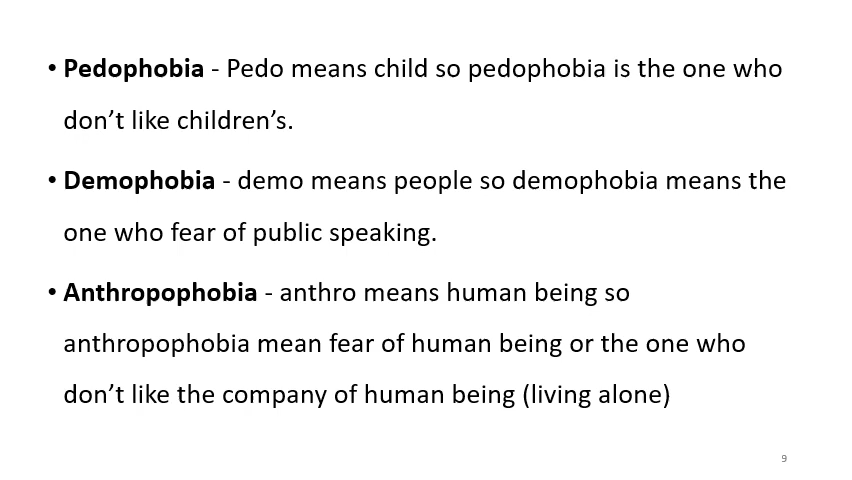 • Pedophobia - Pedo means child so pedophobia is the one who
don’t like children’s.
• Demophobia - demo means people so demophobia means the
one who fear of public speaking.
• Anthropophobia - anthro means human being so
anthropophobia mean fear of human being or the one who
don’t like the company of human being (living alone)
9